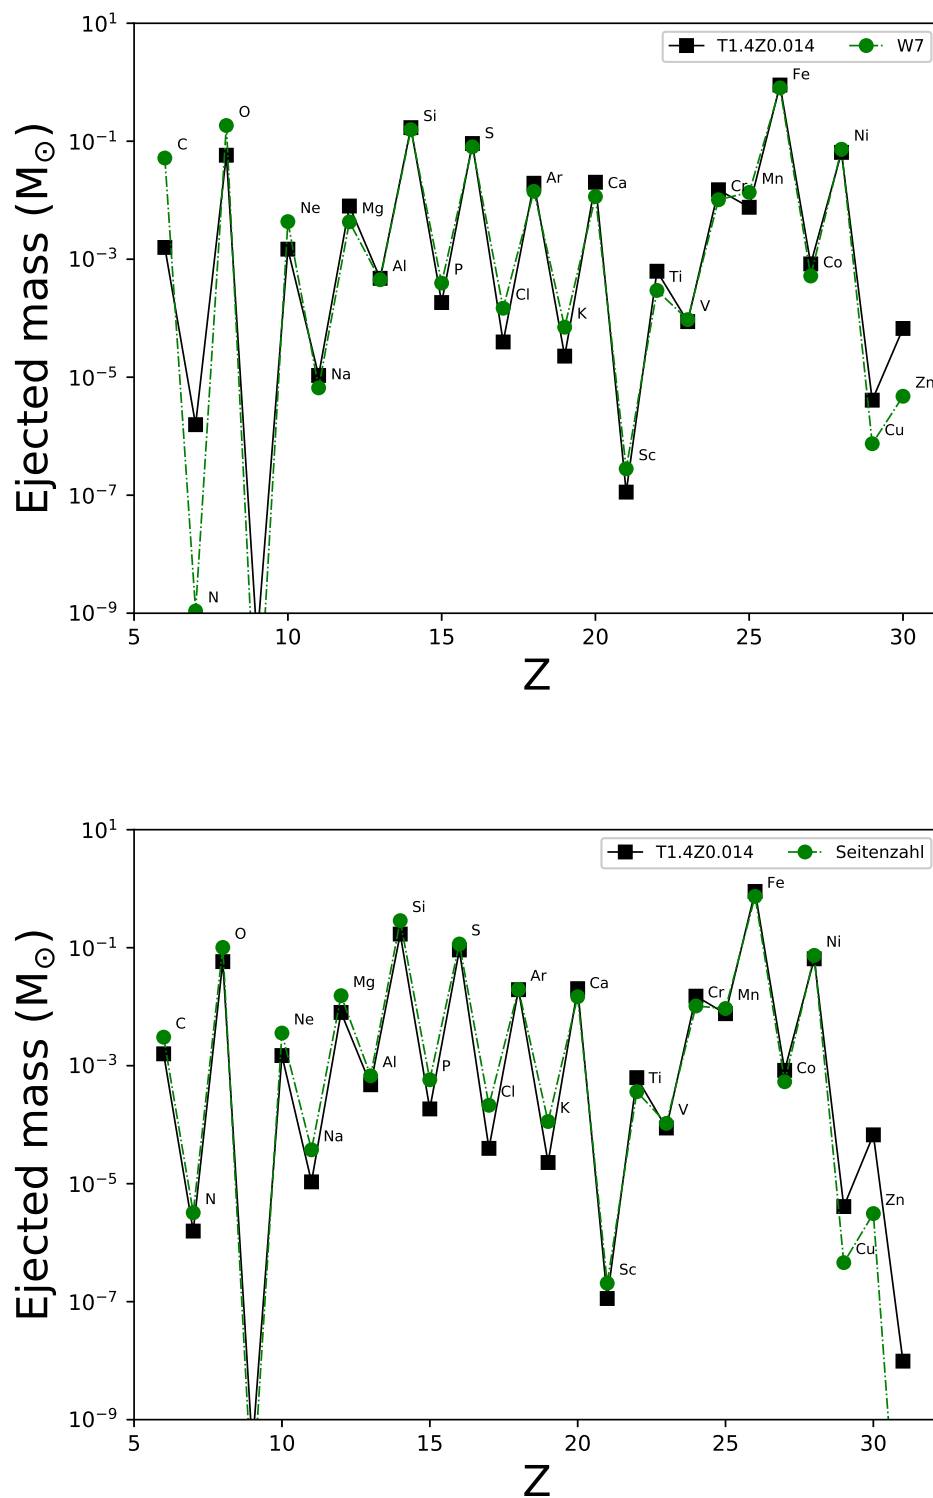 10¹
T1.4Z0.014 W7
Fe
C O Si S Ni
10⁻¹
Ar Ca Cr Mn
Ne Mg
10⁻³
Al P Co
Cl K Ti V
10⁻⁵
Na Zn
Cu
Sc
10⁻⁷
N
10⁻⁹
5 10 15 20 25 30
Z
Ejected mass (M☉)
10¹
T1.4Z0.014 Seitenzahl
Fe
Si
O S Ni
10⁻¹
Mg Ar Ca Cr Mn
C Ne
10⁻³
Al P Co
Cl K Ti V
Na
10⁻⁵
N Zn
Cu
Sc
10⁻⁷
10⁻⁹
5 10 15 20 25 30
Z
Ejected mass (M☉)